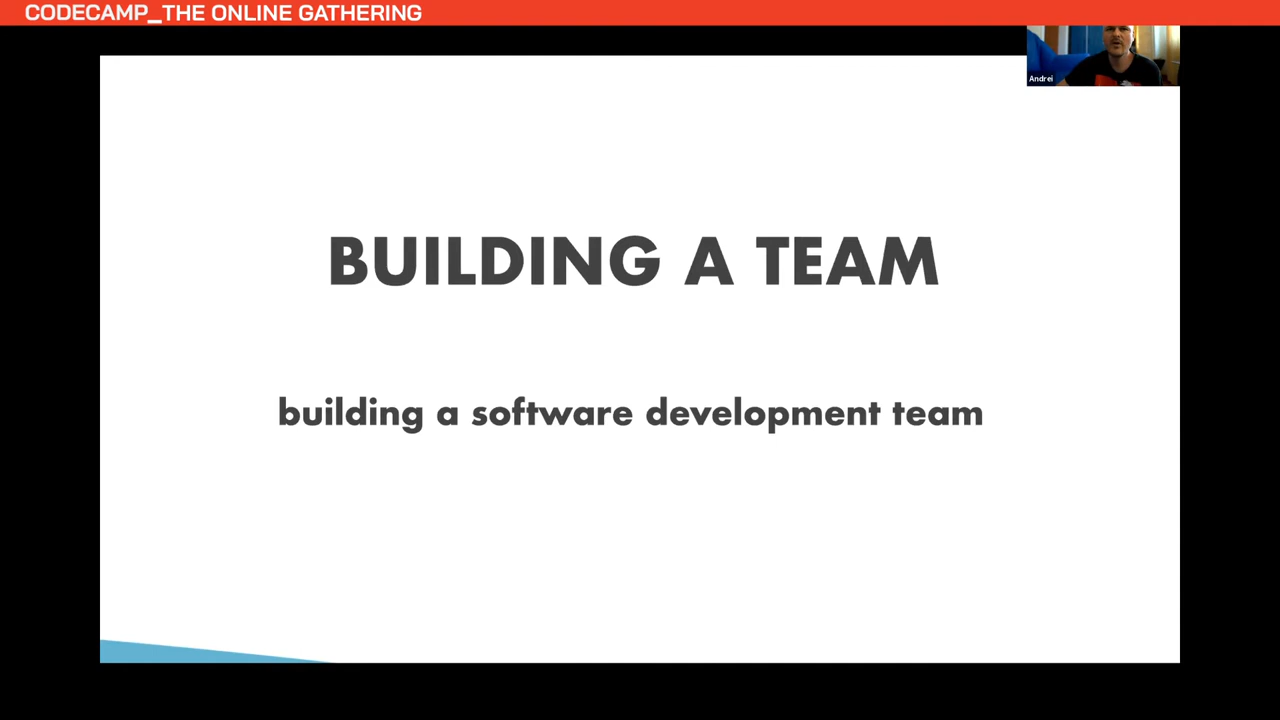 CODECAMP_THE ONLINE GATHERING
Andrei
BUILDING A TEAM
building a software development team